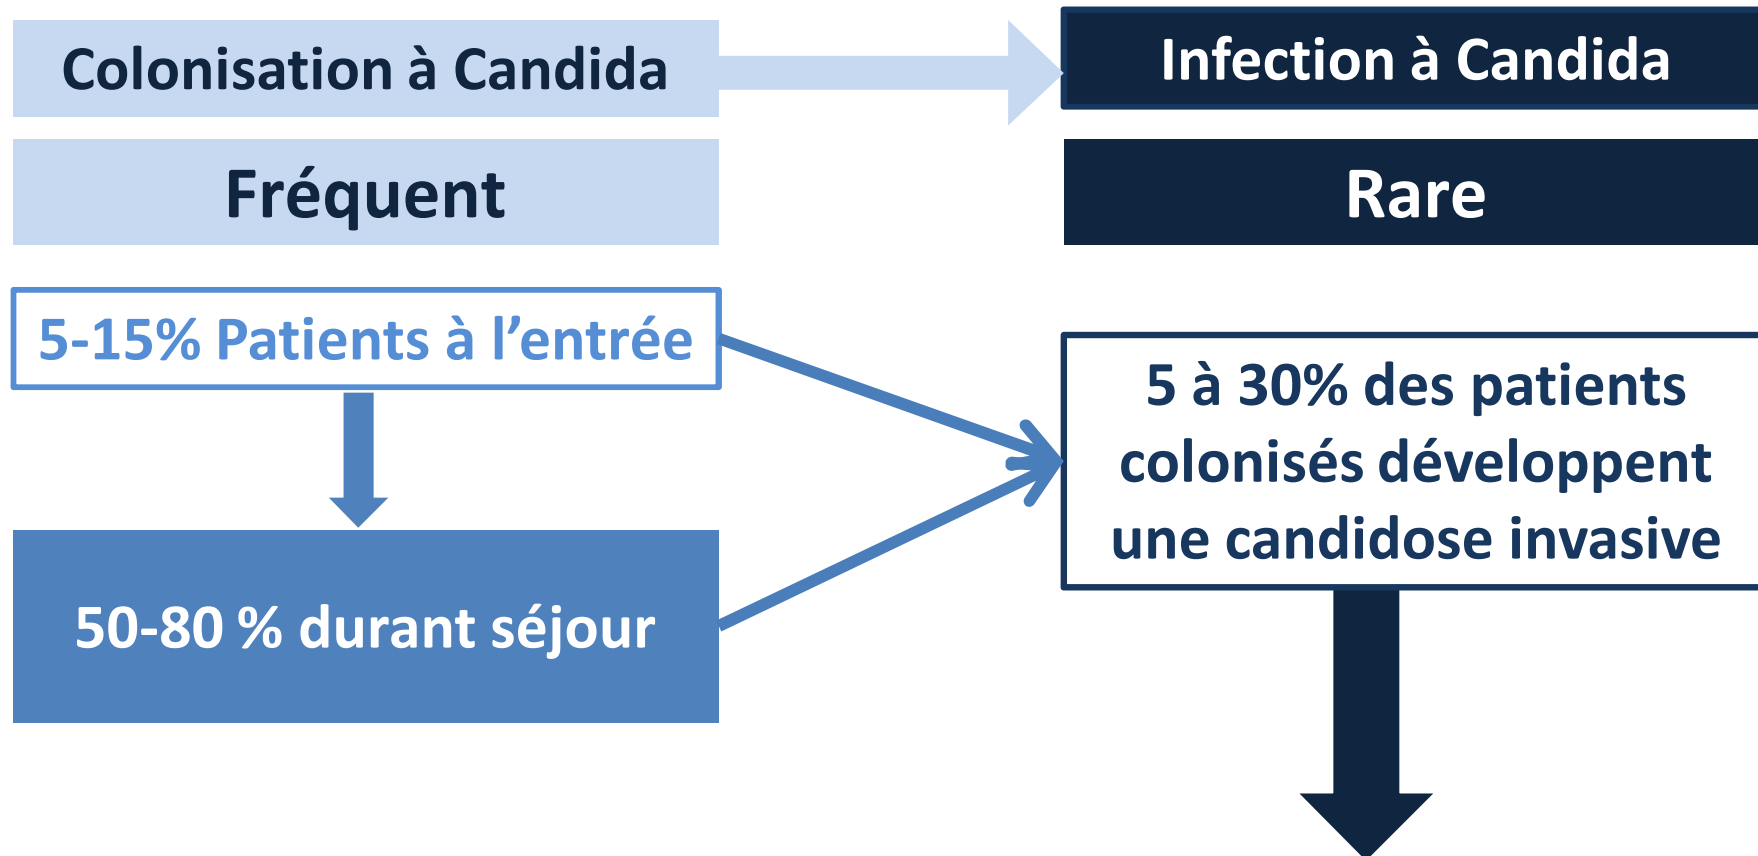 Colonisation à Candida
Infection à Candida
Fréquent
Rare
5-15% Patients à l’entrée
5 à 30% des patients
colonisés développent
une candidose invasive
50-80 % durant séjour